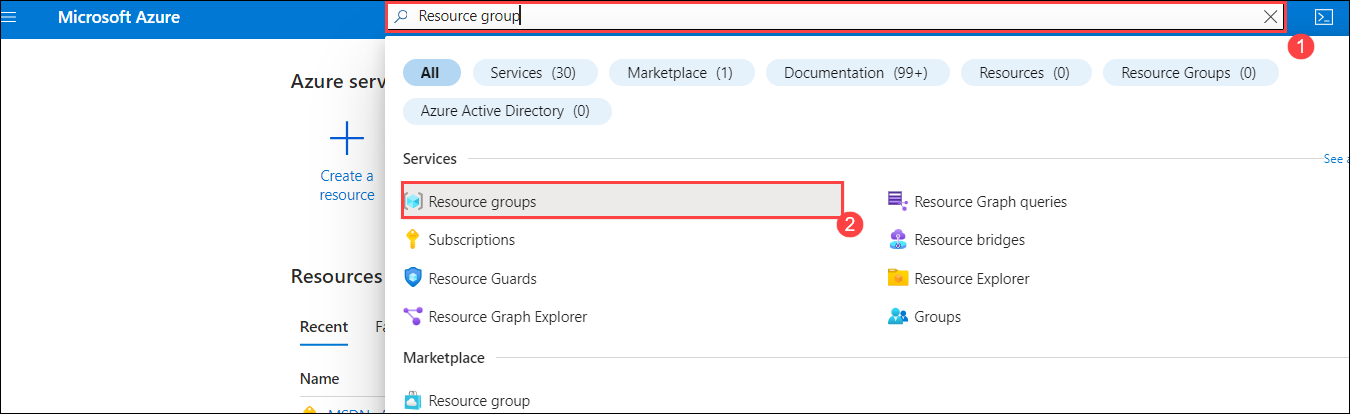 Microsoft Azure
Resource group
1
All
Services (30)
Marketplace (1)
Documentation (99+)
Resources (0)
Resource Groups (0)
Azure Active Directory (0)
Azure serv
Create a
resource
Services
See a
Resource groups
2
Resource Graph queries
Subscriptions
Resource bridges
Resource Guards
Resource Explorer
Resource Graph Explorer
Groups
Resources
Recent
Fa
Marketplace
Name
Resource group